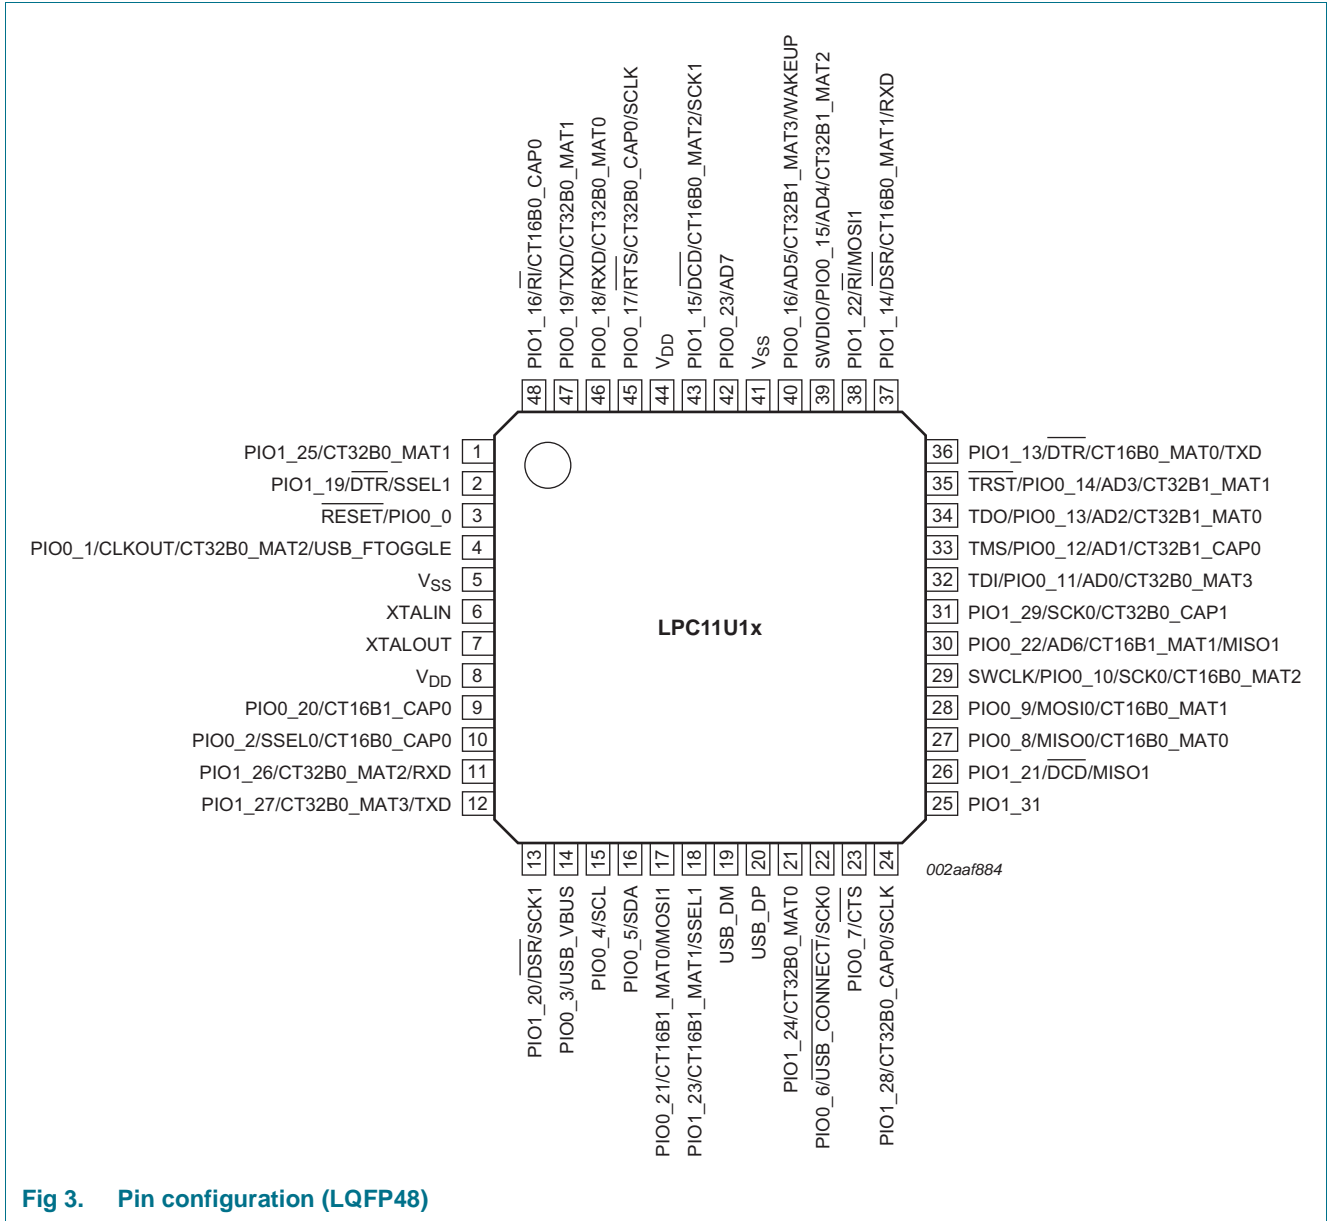 PIO1_16/RI/CT16B0_CAP0
PIO0_19/TXD/CT32B0_MAT1
PIO0_18/RXD/CT32B0_MAT0
PIO0_17/RTS/CT32B0_CAP0/SCLK
VDD
PIO1_15/DCD/CT16B0_MAT2/SCK1
PIO0_23/AD7
VSS
PIO0_16/AD5/CT32B1_MAT3/WAKEUP
SWDIO/PIO0_15/AD4/CT32B1_MAT2
PIO1_22/RI/MOSI1
PIO1_14/DSR/CT16B0_MAT1/RXD
48
47
46
45
44
43
42
41
40
39
38
37
PIO1_25/CT32B0_MAT1 1
PIO1_19/DTR/SSEL1 2
RESET/PIO0_0 3
PIO0_1/CLKOUT/CT32B0_MAT2/USB_FTOGGLE 4
VSS 5
XTALIN 6
XTALOUT 7
VDD 8
PIO0_20/CT16B1_CAP0 9
PIO0_2/SSEL0/CT16B0_CAP0 10
PIO1_26/CT32B0_MAT2/RXD 11
PIO1_27/CT32B0_MAT3/TXD 12
LPC11U1x
36 PIO1_13/DTR/CT16B0_MAT0/TXD
35 TRST/PIO0_14/AD3/CT32B1_MAT1
34 TDO/PIO0_13/AD2/CT32B1_MAT0
33 TMS/PIO0_12/AD1/CT32B1_CAP0
32 TDI/PIO0_11/AD0/CT32B0_MAT3
31 PIO1_29/SCK0/CT32B0_CAP1
30 PIO0_22/AD6/CT16B1_MAT1/MISO1
29 SWCLK/PIO0_10/SCK0/CT16B0_MAT2
28 PIO0_9/MOSI0/CT16B0_MAT1
27 PIO0_8/MISO0/CT16B0_MAT0
26 PIO1_21/DCD/MISO1
25 PIO1_31
13
14
15
16
17
18
19
20
21
22
23
24
PIO1_20/DSR/SCK1
PIO0_3/USB_VBUS
PIO0_4/SCL
PIO0_5/SDA
PIO0_21/CT16B1_MAT0/MOSI1
PIO1_23/CT16B1_MAT1/SSEL1
USB_DM
USB_DP
PIO1_24/CT32B0_MAT0
PIO0_6/USB_CONNECT/SCK0
PIO0_7/CTS
PIO1_28/CT32B0_CAP0/SCLK
002aaf884
Fig 3. Pin configuration (LQFP48)